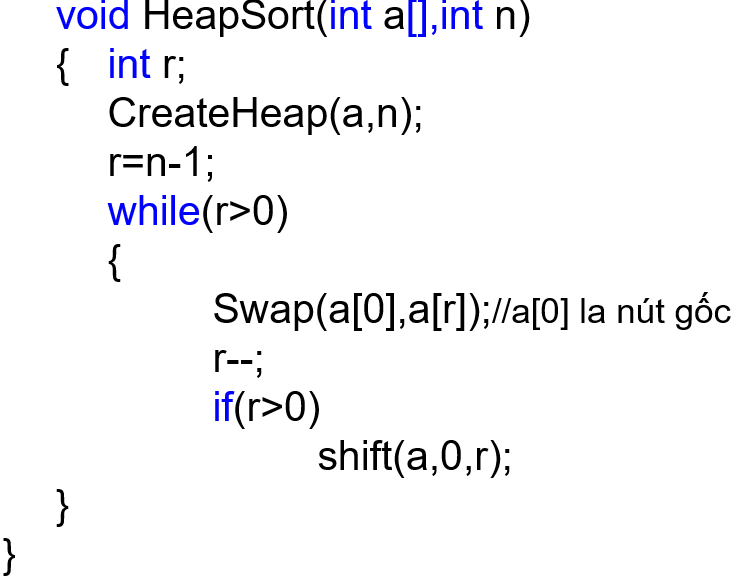 void HeapSort(int a[],int n)
{ int r;
CreateHeap(a,n);
r=n-1;
while(r>0)
{
Swap(a[0],a[r]);//a[0] la nút gốc
r--;
if(r>0)
shift(a,0,r);
}
}